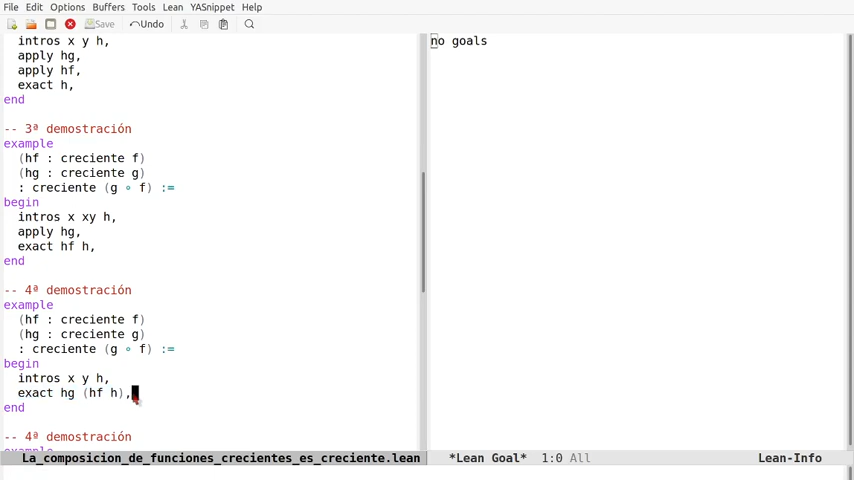 File Edit Options Buffers Tools Lean YASnippet Help
Save Undo
intros x y h,
apply hg,
apply hf,
exact h,
end
-- 3ª demostración
example
(hf : creciente f)
(hg : creciente g)
: creciente (g ∘ f) :=
begin
intros x xy h,
apply hg,
exact hf h,
end
-- 4ª demostración
example
(hf : creciente f)
(hg : creciente g)
: creciente (g ∘ f) :=
begin
intros x y h,
exact hg (hf h),
end
-- 4ª demostración
example
La_composicion_de_funciones_crecientes_es_creciente.lean
no goals
*Lean Goal* 1:0 All Lean-Info